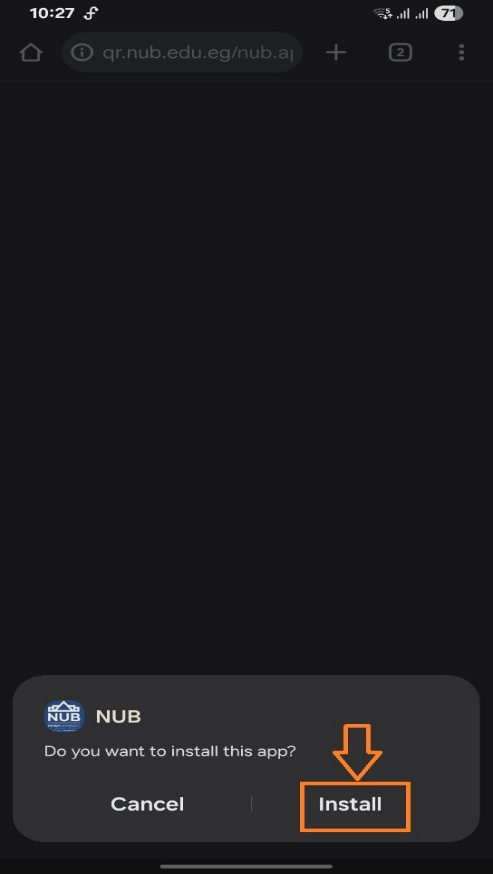 10:27
71
qr.nub.edu.eg/nub.a
2
NUB
NUB
Do you want to install this app?
Cancel
Install